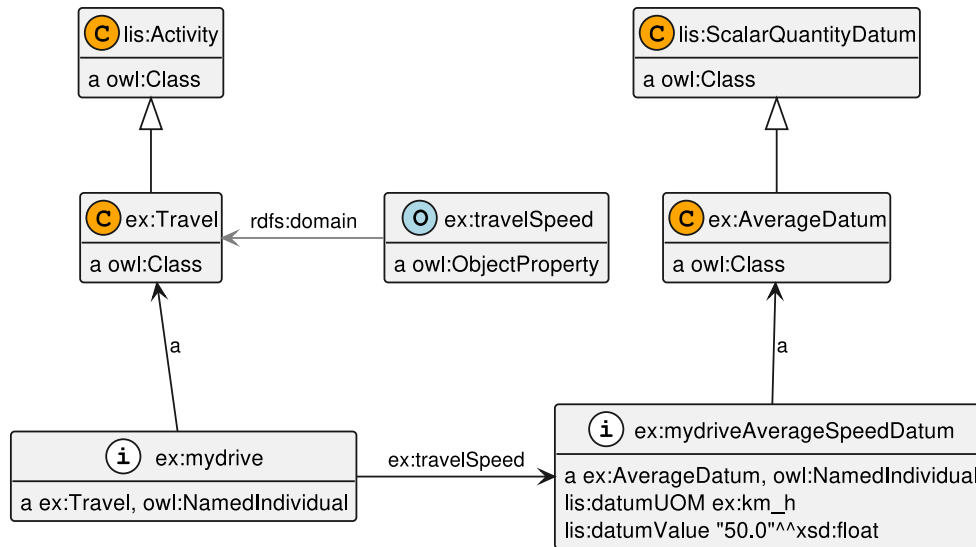 C lis:Activity
a owl:Class
C lis:ScalarQuantityDatum
a owl:Class
C ex:Travel
a owl:Class
rdfs:domain
O ex:travelSpeed
a owl:ObjectProperty
C ex:AverageDatum
a owl:Class
a
a
i ex:mydrive
a ex:Travel, owl:NamedIndividual
ex:travelSpeed
i ex:mydriveAverageSpeedDatum
a ex:AverageDatum, owl:NamedIndividual
lis:datumUOM ex:km_h
lis:datumValue "50.0"^^xsd:float